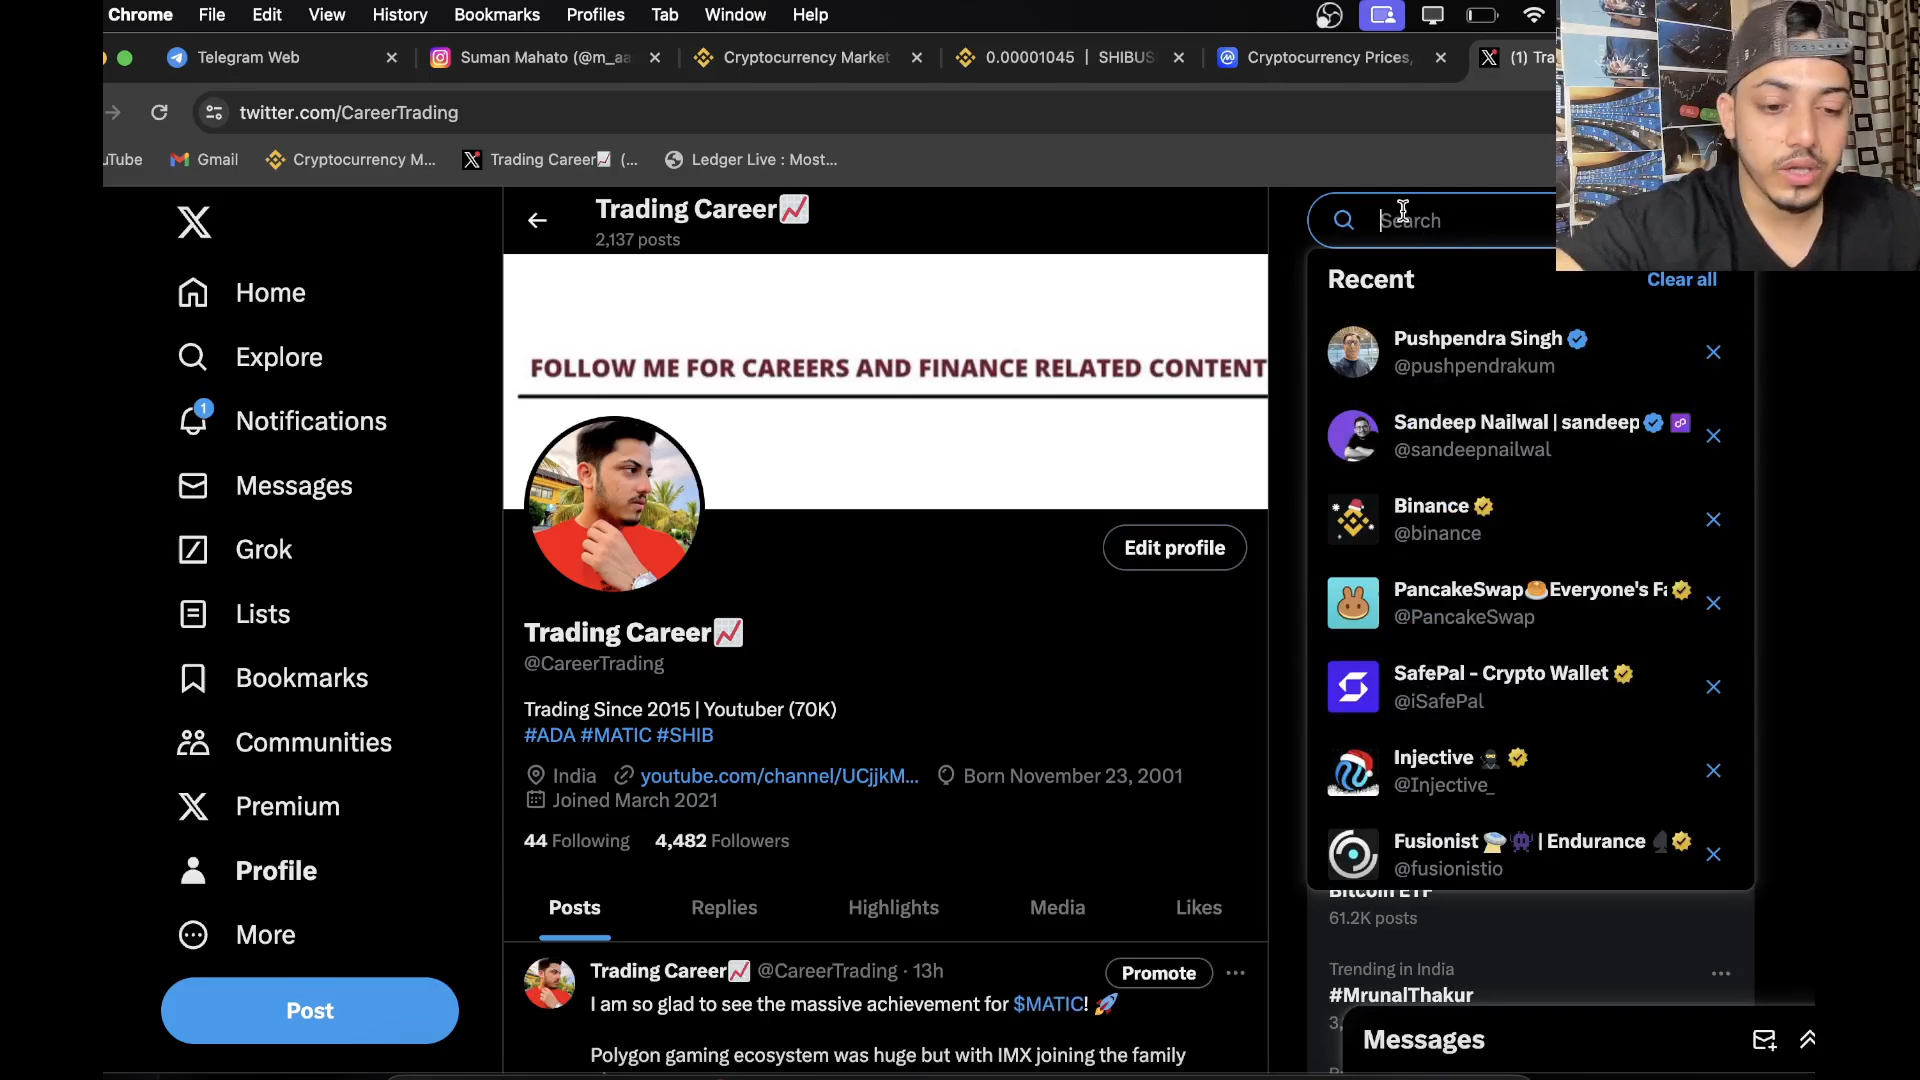 Chrome File Edit View History Bookmarks Profiles Tab Window Help
Telegram Web
Suman Mahato (@m_aa
Cryptocurrency Market
0.00001045 | SHIBUS
Cryptocurrency Prices,
(1) Tra
twitter.com/CareerTrading
uTube
Gmail
Cryptocurrency M...
Trading Career📈 (...
Ledger Live : Most...
Home
Explore
1
Notifications
Messages
Grok
Lists
Bookmarks
Communities
Premium
Profile
More
Post
Trading Career📈
2,137 posts
FOLLOW ME FOR CAREERS AND FINANCE RELATED CONTENT
Edit profile
Trading Career📈
@CareerTrading
Trading Since 2015 | Youtuber (70K)
#ADA #MATIC #SHIB
India youtube.com/channel/UCjjkM... Born November 23, 2001
Joined March 2021
44 Following 4,482 Followers
Posts Replies Highlights Media Likes
Trading Career📈 @CareerTrading · 13h
Promote
I am so glad to see the massive achievement for $MATIC! 🚀
Polygon gaming ecosystem was huge but with IMX joining the family
Search
Recent
Clear all
Pushpendra Singh
@pushpendrakum
Sandeep Nailwal | sandeep
@sandeepnailwal
Binance
@binance
PancakeSwap🥞Everyone's Fa
@PancakeSwap
SafePal - Crypto Wallet
@iSafePal
Injective 🥷
@Injective_
Fusionist | Endurance
@fusionistio
Bitcoin ETF
61.2K posts
Trending in India
#MrunalThakur
3,
Messages